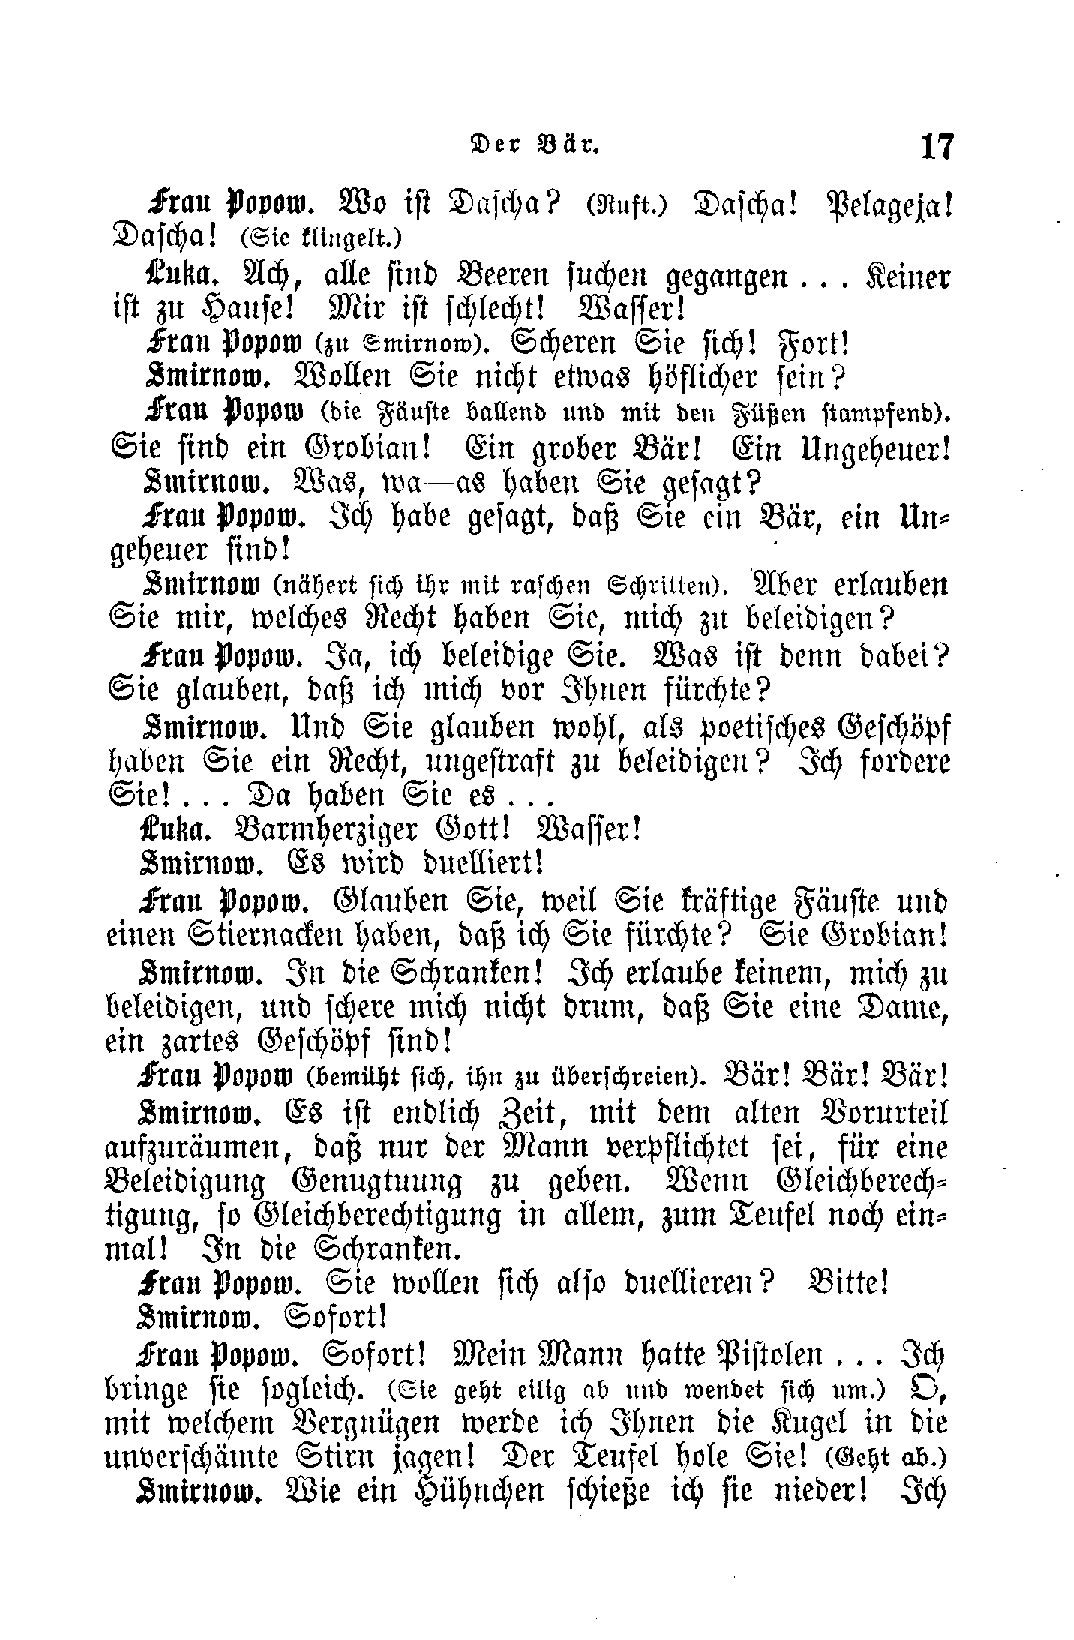 Der Bär. 17
Frau Popow. Wo ist Dascha? (Ruft.) Dascha! Pelageja!
Dascha! (Sie klingelt.)
Luka. Ach, alle sind Beeren suchen gegangen... Keiner
ist zu Hause! Mir ist schlecht! Wasser!
Frau Popow (zu Smirnow). Scheren Sie sich! Fort!
Smirnow. Wollen Sie nicht etwas höflicher sein?
Frau Popow (die Fäuste ballend und mit den Füßen stampfend).
Sie sind ein Grobian! Ein grober Bär! Ein Ungeheuer!
Smirnow. Was, wa—as haben Sie gesagt?
Frau Popow. Ich habe gesagt, daß Sie ein Bär, ein Un-
geheuer sind!
Smirnow (nähert sich ihr mit raschen Schritten). Aber erlauben
Sie mir, welches Recht haben Sie, mich zu beleidigen?
Frau Popow. Ja, ich beleidige Sie. Was ist denn dabei?
Sie glauben, daß ich mich vor Ihnen fürchte?
Smirnow. Und Sie glauben wohl, als poetisches Geschöpf
haben Sie ein Recht, ungestraft zu beleidigen? Ich fordere
Sie!... Da haben Sie es...
Luka. Barmherziger Gott! Wasser!
Smirnow. Es wird duelliert!
Frau Popow. Glauben Sie, weil Sie kräftige Fäuste und
einen Stiernacken haben, daß ich Sie fürchte? Sie Grobian!
Smirnow. In die Schranken! Ich erlaube keinem, mich zu
beleidigen, und schere mich nicht drum, daß Sie eine Dame,
ein zartes Geschöpf sind!
Frau Popow (bemüht sich, ihn zu überschreien). Bär! Bär! Bär!
Smirnow. Es ist endlich Zeit, mit dem alten Vorurteil
aufzuräumen, daß nur der Mann verpflichtet sei, für eine
Beleidigung Genugtuung zu geben. Wenn Gleichberech-
tigung, so Gleichberechtigung in allem, zum Teufel noch ein-
mal! In die Schranken.
Frau Popow. Sie wollen sich also duellieren? Bitte!
Smirnow. Sofort!
Frau Popow. Sofort! Mein Mann hatte Pistolen... Ich
bringe sie sogleich. (Sie geht eilig ab und wendet sich um.) O,
mit welchem Vergnügen werde ich Ihnen die Kugel in die
unverschämte Stirn jagen! Der Teufel hole Sie! (Geht ab.)
Smirnow. Wie ein Hühnchen schieße ich sie nieder! Ich